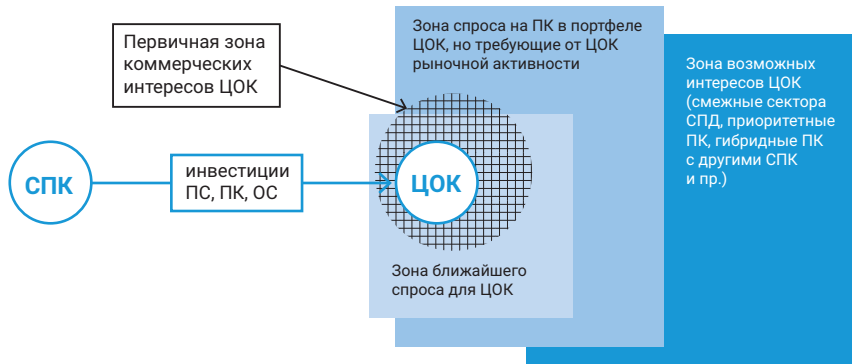 Первичная зона
коммерческих
интересов ЦОК
Зона спроса на ПК в портфеле
ЦОК, но требующие от ЦОК
рыночной активности
Зона возможных
интересов ЦОК
(смежные сектора
СПД, приоритетные
ПК, гибридные ПК
с другими СПК
и пр.)
СПК
инвестиции
ПС, ПК, ОС
ЦОК
Зона ближайшего
спроса для ЦОК